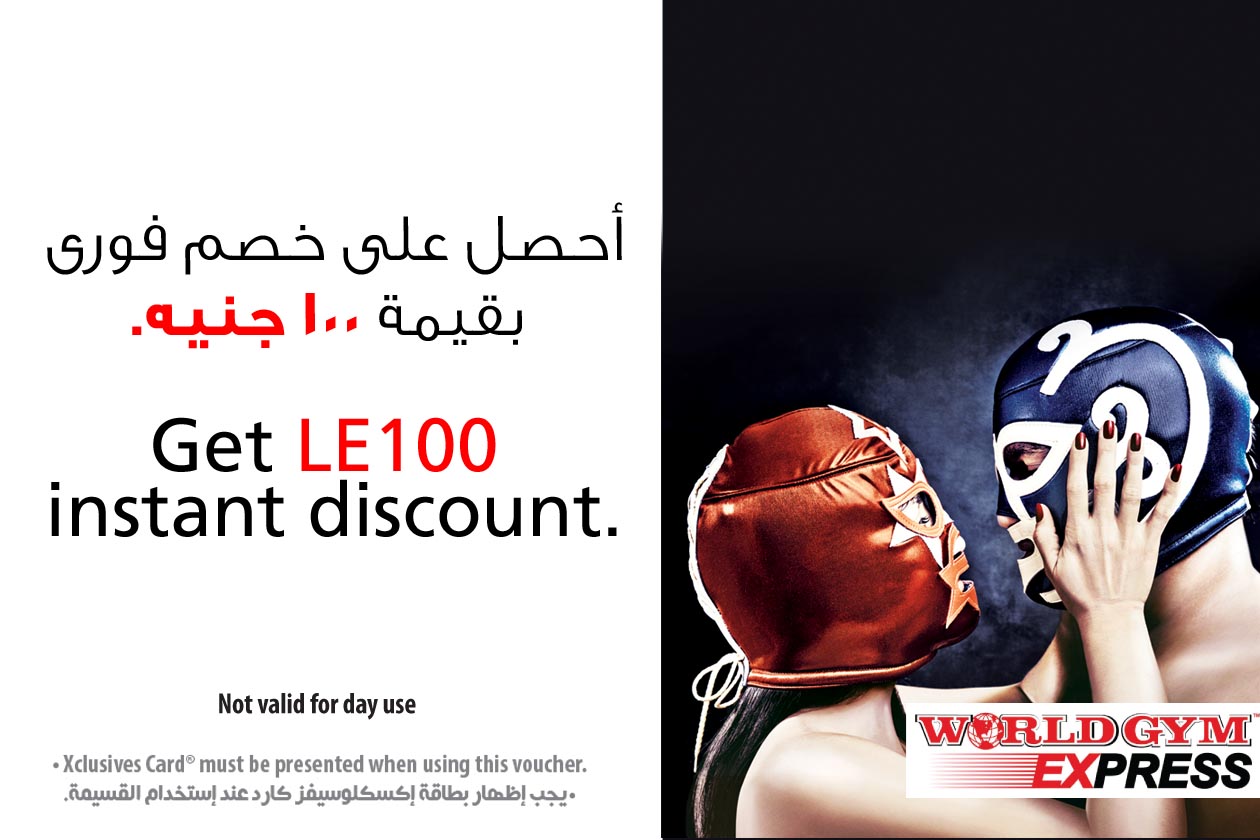 أحصل على خصم فورى
بقيمة ١٠٠ جنيه.
Get LE100
instant discount.
Not valid for day use
• Xclusives Card® must be presented when using this voucher.
•يجب إظهار بطاقة إكسكلوسيفز كارد عند إستخدام القسيمة.
WORLD GYM™
EXPRESS